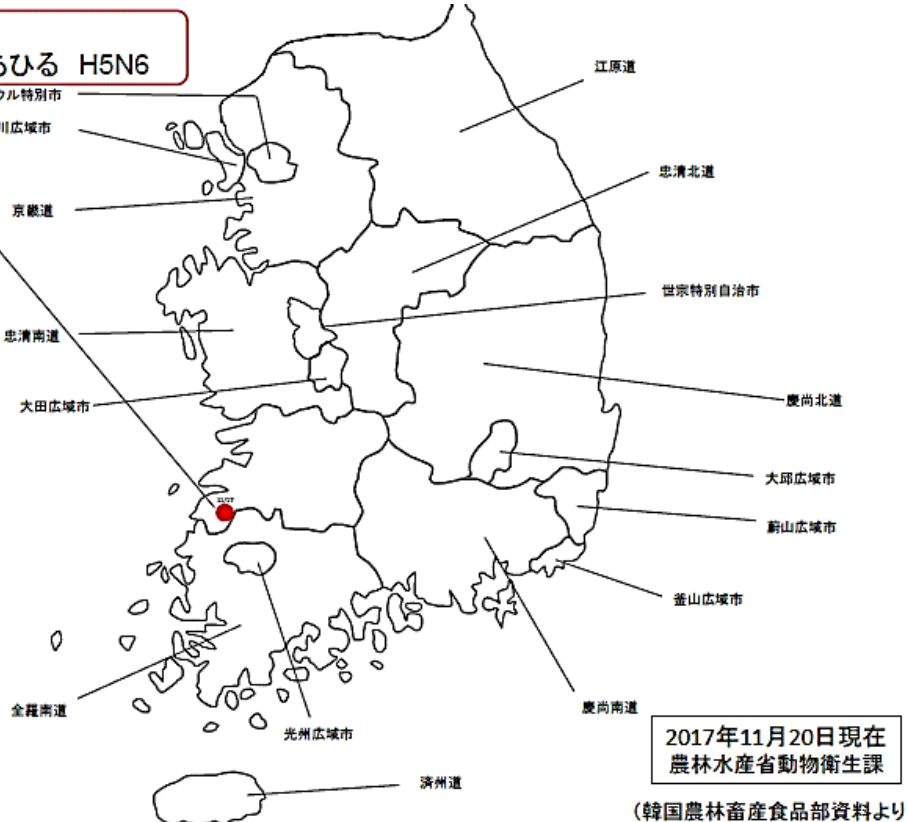 ひる H5N6
ウル特別市
江原道
川広域市
忠清北道
京畿道
世宗特別自治市
忠清南道
慶尚北道
大田広域市
大邱広域市
蔚山広域市
釜山広域市
慶尚南道
全羅南道
光州広域市
済州道
2017年11月20日現在
農林水産省動物衛生課
(韓国農林畜産食品部資料より